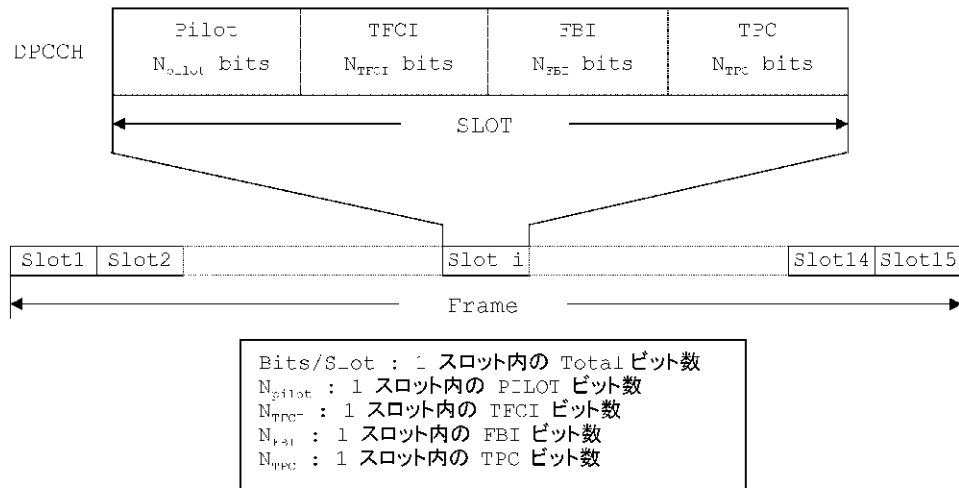 Pilot TFCI FBI TPC
DPCCH
N_pilot bits N_TFCI bits N_FBI bits N_TPC bits
SLOT
Slot1 Slot2 Slot i Slot14 Slot15
Frame
Bits/Slot : 1 スロット内の Total ビット数
N_pilot : 1 スロット内の PILOT ビット数
N_TFCI : 1 スロット内の TFCI ビット数
N_FBI : 1 スロット内の FBI ビット数
N_TPC : 1 スロット内の TPC ビット数